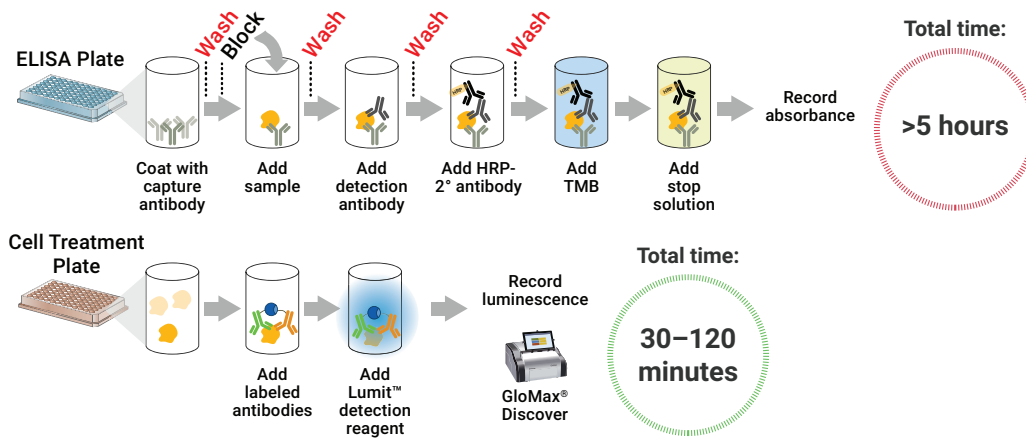 Wash
Block
Wash
Wash
Wash
ELISA Plate
Coat with
capture
antibody
Add
sample
Add
detection
antibody
HRP
Add HRP-
2° antibody
HRP
Add
TMB
HRP
Add
stop
solution
Record
absorbance
Total time:
>5 hours
Cell Treatment
Plate
Add
labeled
antibodies
Add
Lumit™
detection
reagent
Record
luminescence
GloMax®
Discover
Total time:
30–120
minutes